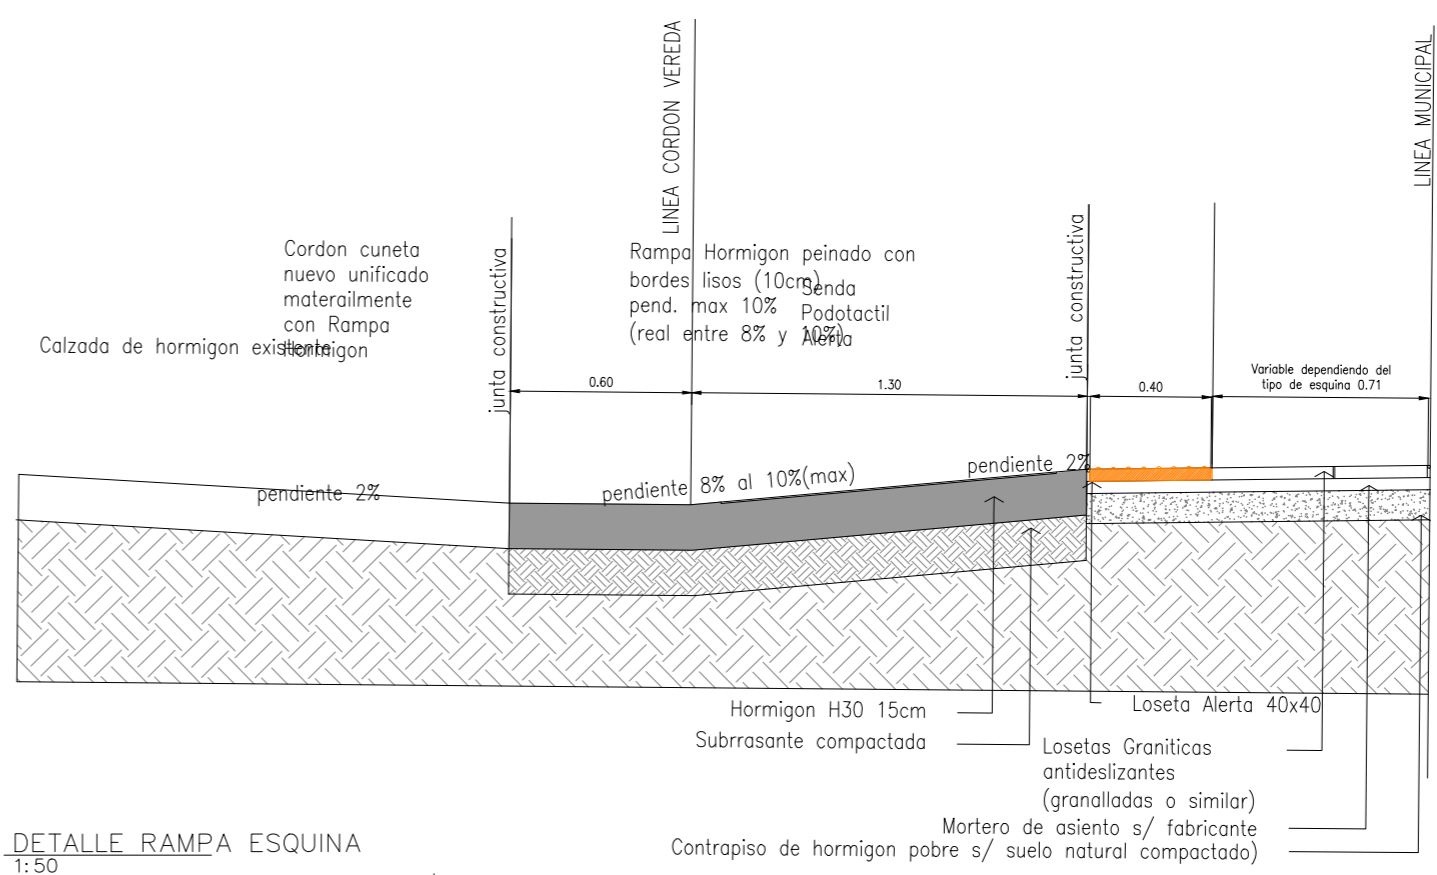 LINEA CORDON VEREDA
LINEA MUNICIPAL
Cordon cuneta
nuevo unificado
materailmente
con Rampa
Hormigon
Calzada de hormigon existente
junta constructiva
Rampa Hormigon peinado con
bordes lisos (10cm)
pend. max 10%
(real entre 8% y 10%)
Senda
Podotactil
Alerta
junta constructiva
0.60
1.30
0.40
Variable dependiendo del
tipo de esquina 0.71
pendiente 2%
pendiente 8% al 10%(max)
pendiente 2%
Hormigon H30 15cm
Subrrasante compactada
Loseta Alerta 40x40
Losetas Graniticas
antideslizantes
(granalladas o similar)
Mortero de asiento s/ fabricante
Contrapiso de hormigon pobre s/ suelo natural compactado)
DETALLE RAMPA ESQUINA
1:50